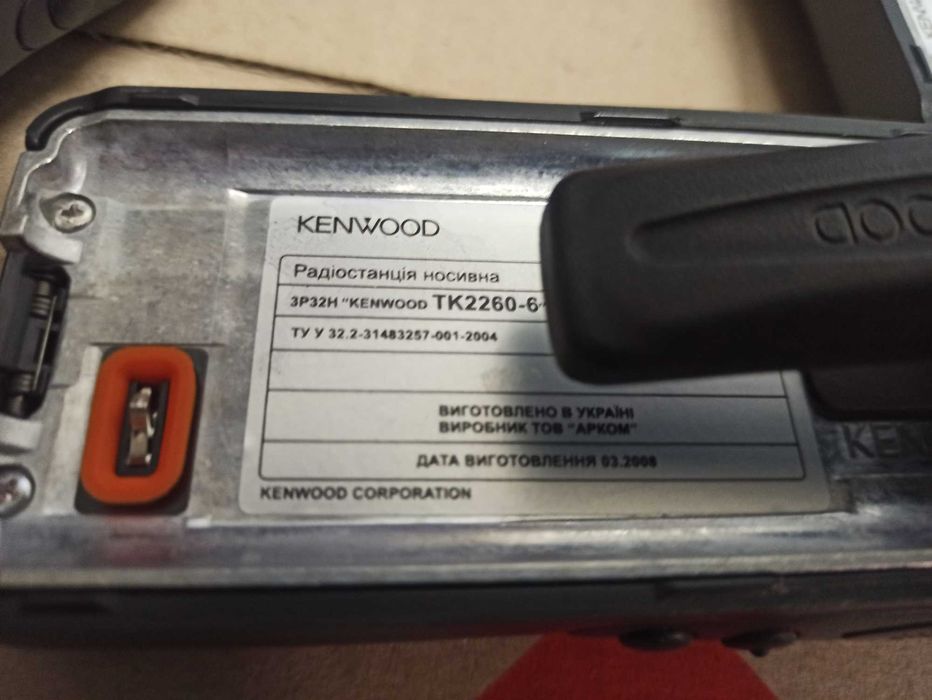 KENWOOD
Радіостанція носивна
3Р32Н "KENWOOD TK2260-6"
ТУ У 32.2-31483257-001-2004
ВИГОТОВЛЕНО В УКРАЇНІ
ВИРОБНИК ТОВ "АРКОМ"
ДАТА ВИГОТОВЛЕННЯ 03.2008
KENWOOD CORPORATION